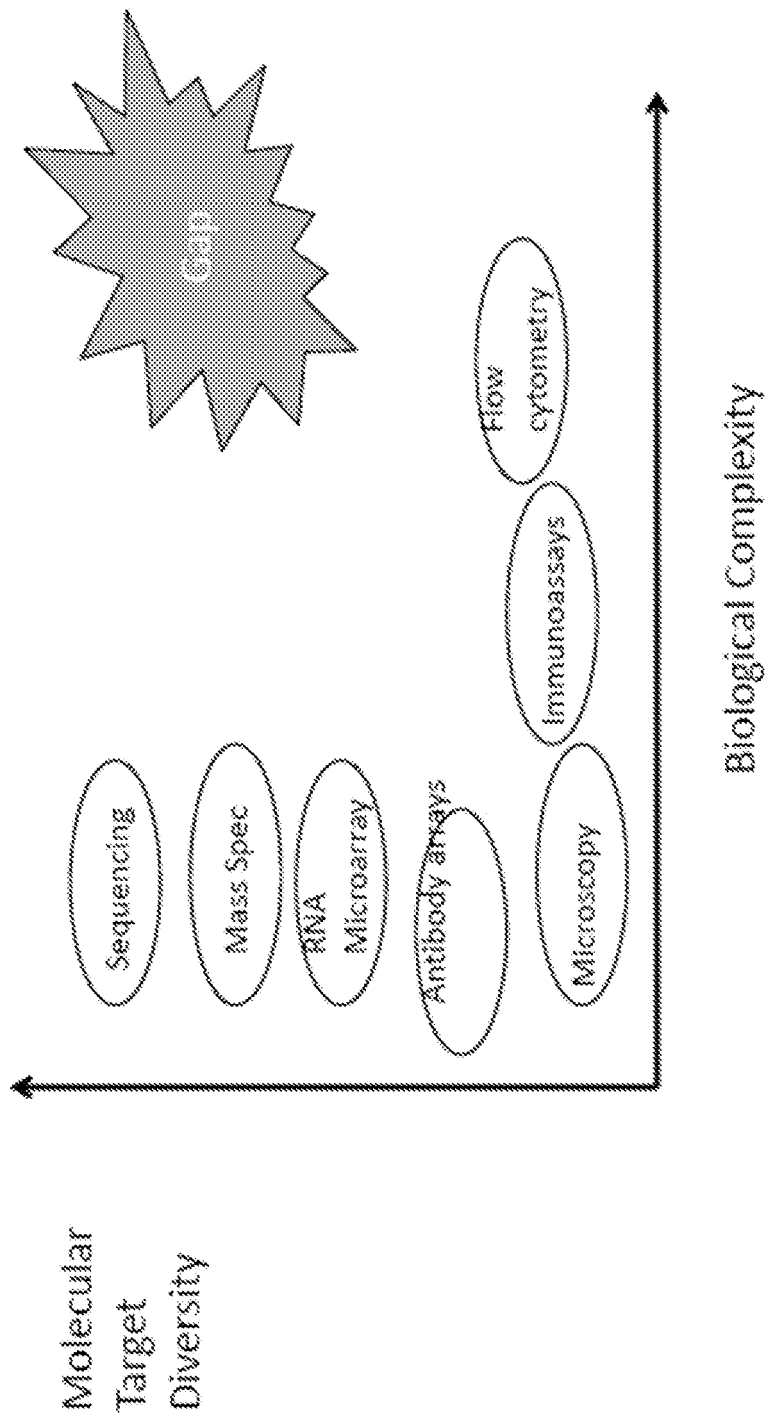 Molecular
Target
Diversity
Sequencing
Mass Spec
RNA
Microarray
Antibody arrays
Microscopy
Immunoassays
Flow
cytometry
Gap
Biological Complexity